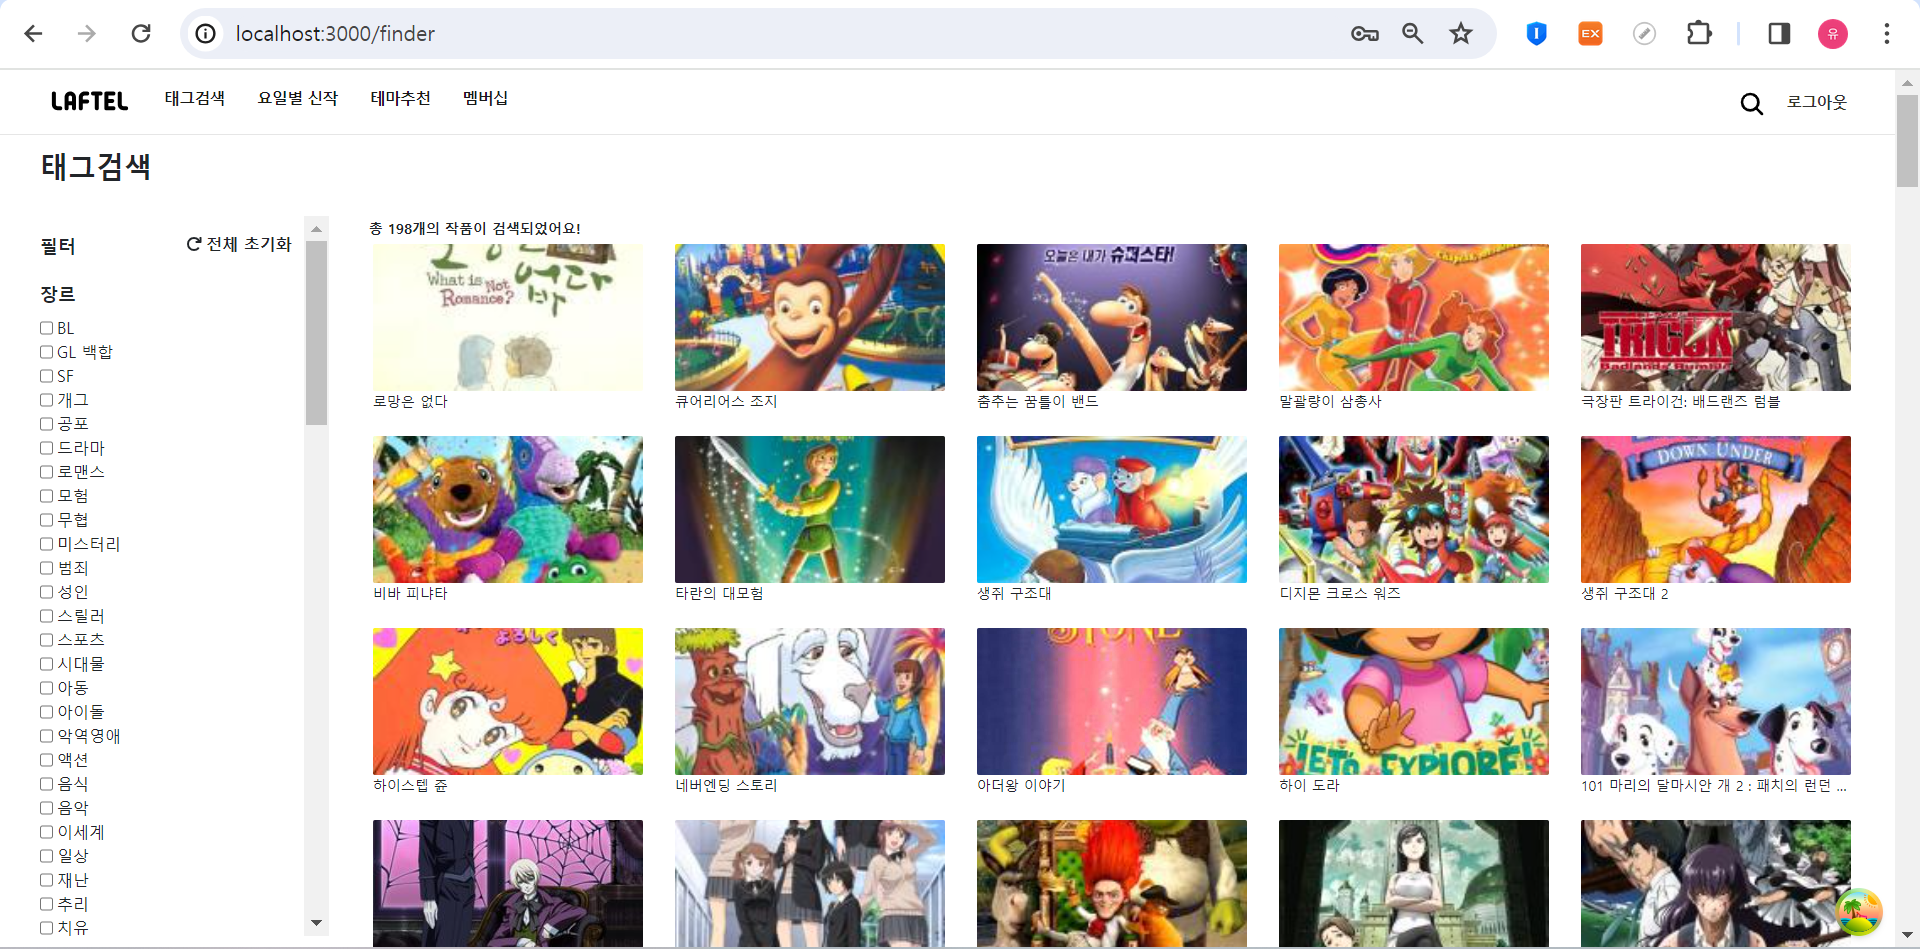 localhost:3000/finder
EX
유
LAFTEL
태그검색
요일별 신작
테마추천
멤버십
로그아웃
태그검색
필터
전체 초기화
장르
BL
GL 백합
SF
개그
공포
드라마
로맨스
모험
무협
미스터리
범죄
성인
스릴러
스포츠
시대물
아동
아이돌
악역영애
액션
음식
음악
이세계
일상
재난
추리
치유
총 198개의 작품이 검색되었어요!
What is Not
Romance?
없다
오늘은 내가 슈퍼스타!
TRIGUN
Badlands Rumble
로망은 없다
큐어리어스 조지
춤추는 꿈틀이 밴드
말괄량이 삼총사
극장판 트라이건: 배드랜즈 럼블
DOWN UNDER
비바 피냐타
타란의 대모험
생쥐 구조대
디지몬 크로스 워즈
생쥐 구조대 2
よろしく
STONE
LET'S EXPLORE!
하이스텝 쥰
네버엔딩 스토리
아더왕 이야기
하이 도라
101 마리의 달마시안 개 2 : 패치의 런던 ...